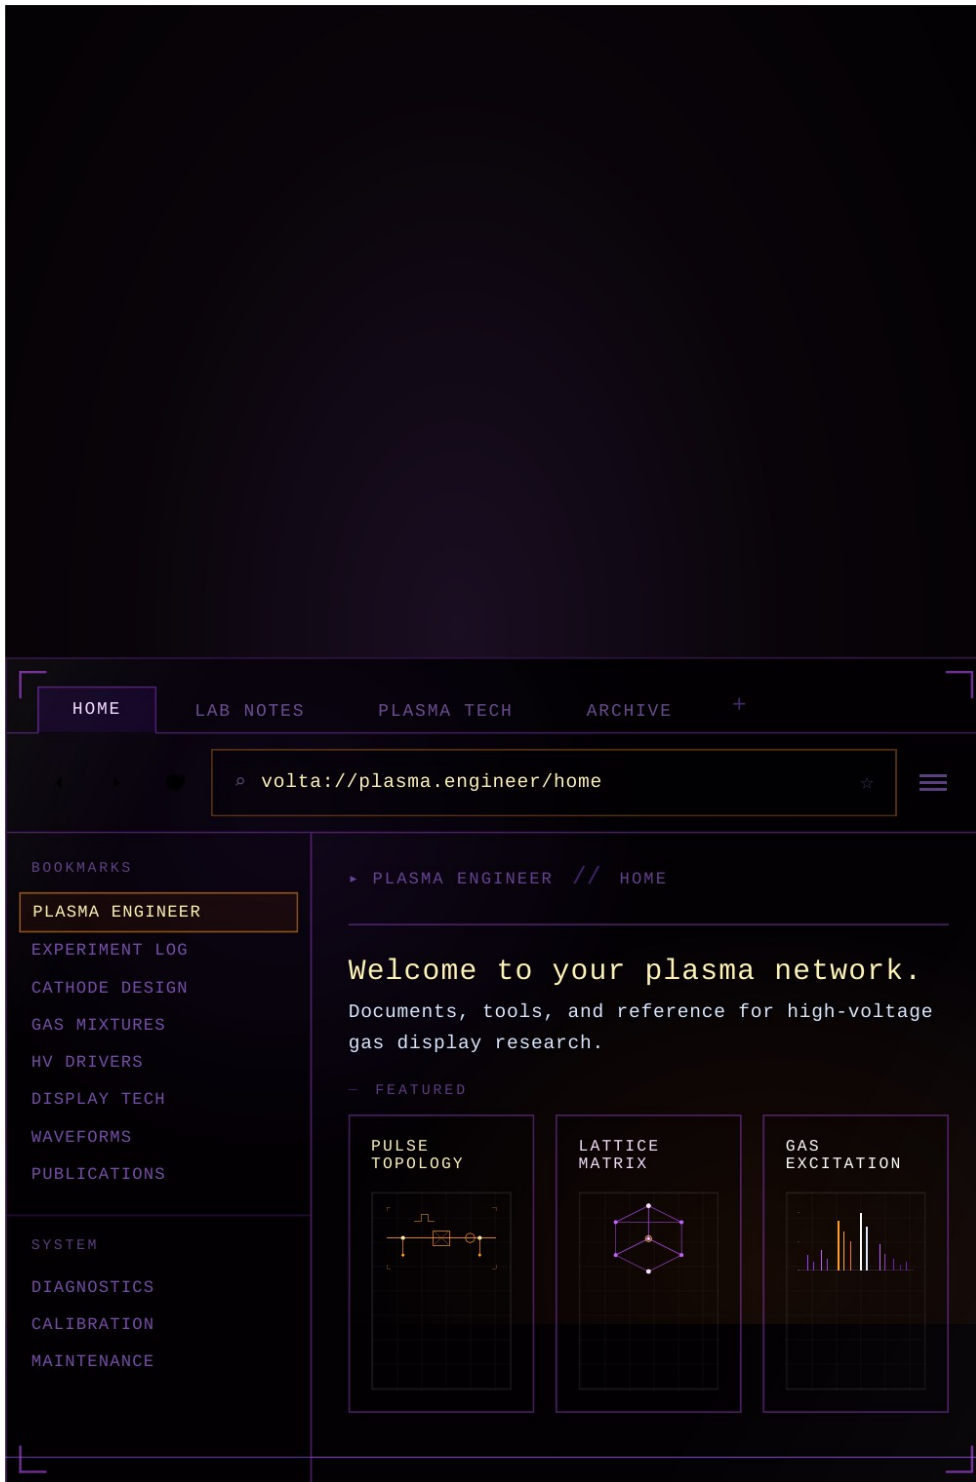 HOME LAB NOTES PLASMA TECH ARCHIVE +
volta://plasma.engineer/home
BOOKMARKS
PLASMA ENGINEER
EXPERIMENT LOG
CATHODE DESIGN
GAS MIXTURES
HV DRIVERS
DISPLAY TECH
WAVEFORMS
PUBLICATIONS
SYSTEM
DIAGNOSTICS
CALIBRATION
MAINTENANCE
▸ PLASMA ENGINEER // HOME
Welcome to your plasma network.
Documents, tools, and reference for high-voltage
gas display research.
— FEATURED
PULSE
TOPOLOGY
LATTICE
MATRIX
GAS
EXCITATION